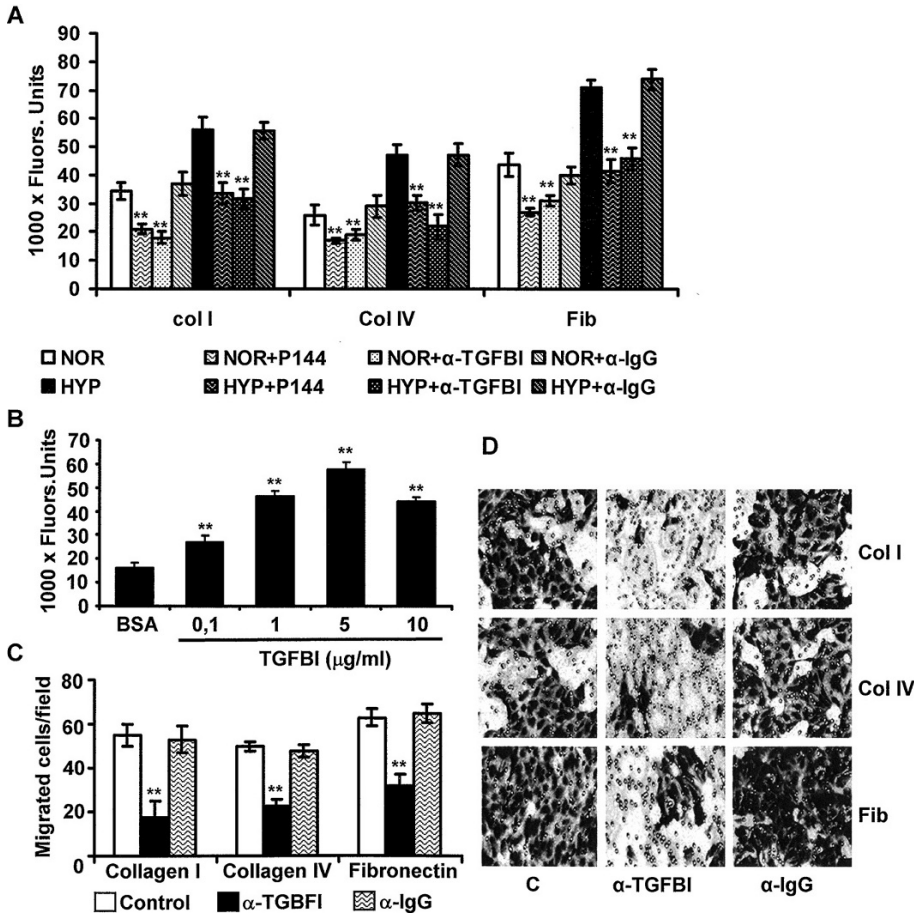 A
1000 x Fluors. Units
90
80
70
60
50
40
30
20
10
0
** ** ** ** ** ** ** ** ** ** ** **
col I Col IV Fib
NOR NOR+P144 NOR+α-TGFBI NOR+α-IgG
HYP HYP+P144 HYP+α-TGFBI HYP+α-IgG
B
1000 x Fluors.Units
70
60
50
40
30
20
10
0
** ** ** **
BSA 0,1 1 5 10
TGFBI (μg/ml)
C
Migrated cells/field
80
60
40
20
0
** ** **
Collagen I Collagen IV Fibronectin
Control α-TGBFI α-IgG
D
Col I
Col IV
Fib
C α-TGFBI α-IgG